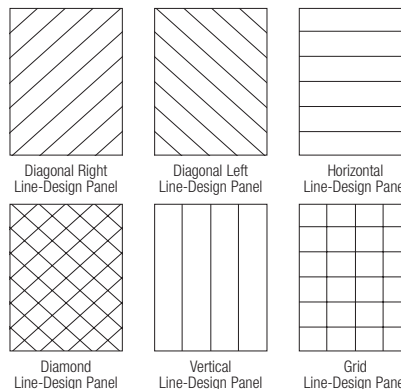 Diagonal Right
Line-Design Panel
Diagonal Left
Line-Design Panel
Horizontal
Line-Design Pane
Diamond
Line-Design Panel
Vertical
Line-Design Panel
Grid
Line-Design Panel